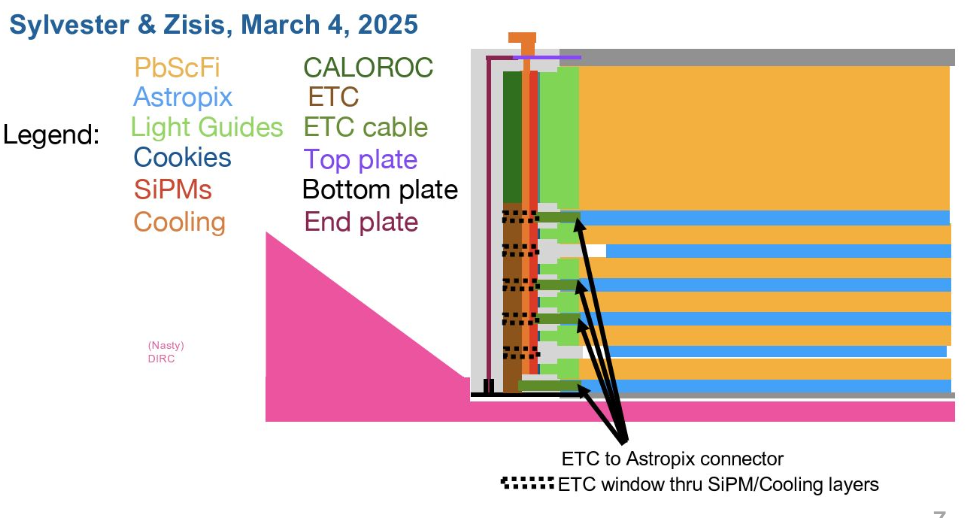 Sylvester & Zisis, March 4, 2025
Legend:
PbScFi
Astropix
Light Guides
Cookies
SiPMs
Cooling
CALOROC
ETC
ETC cable
Top plate
Bottom plate
End plate
(Nasty)
DIRC
ETC to Astropix connector
ETC window thru SiPM/Cooling layers